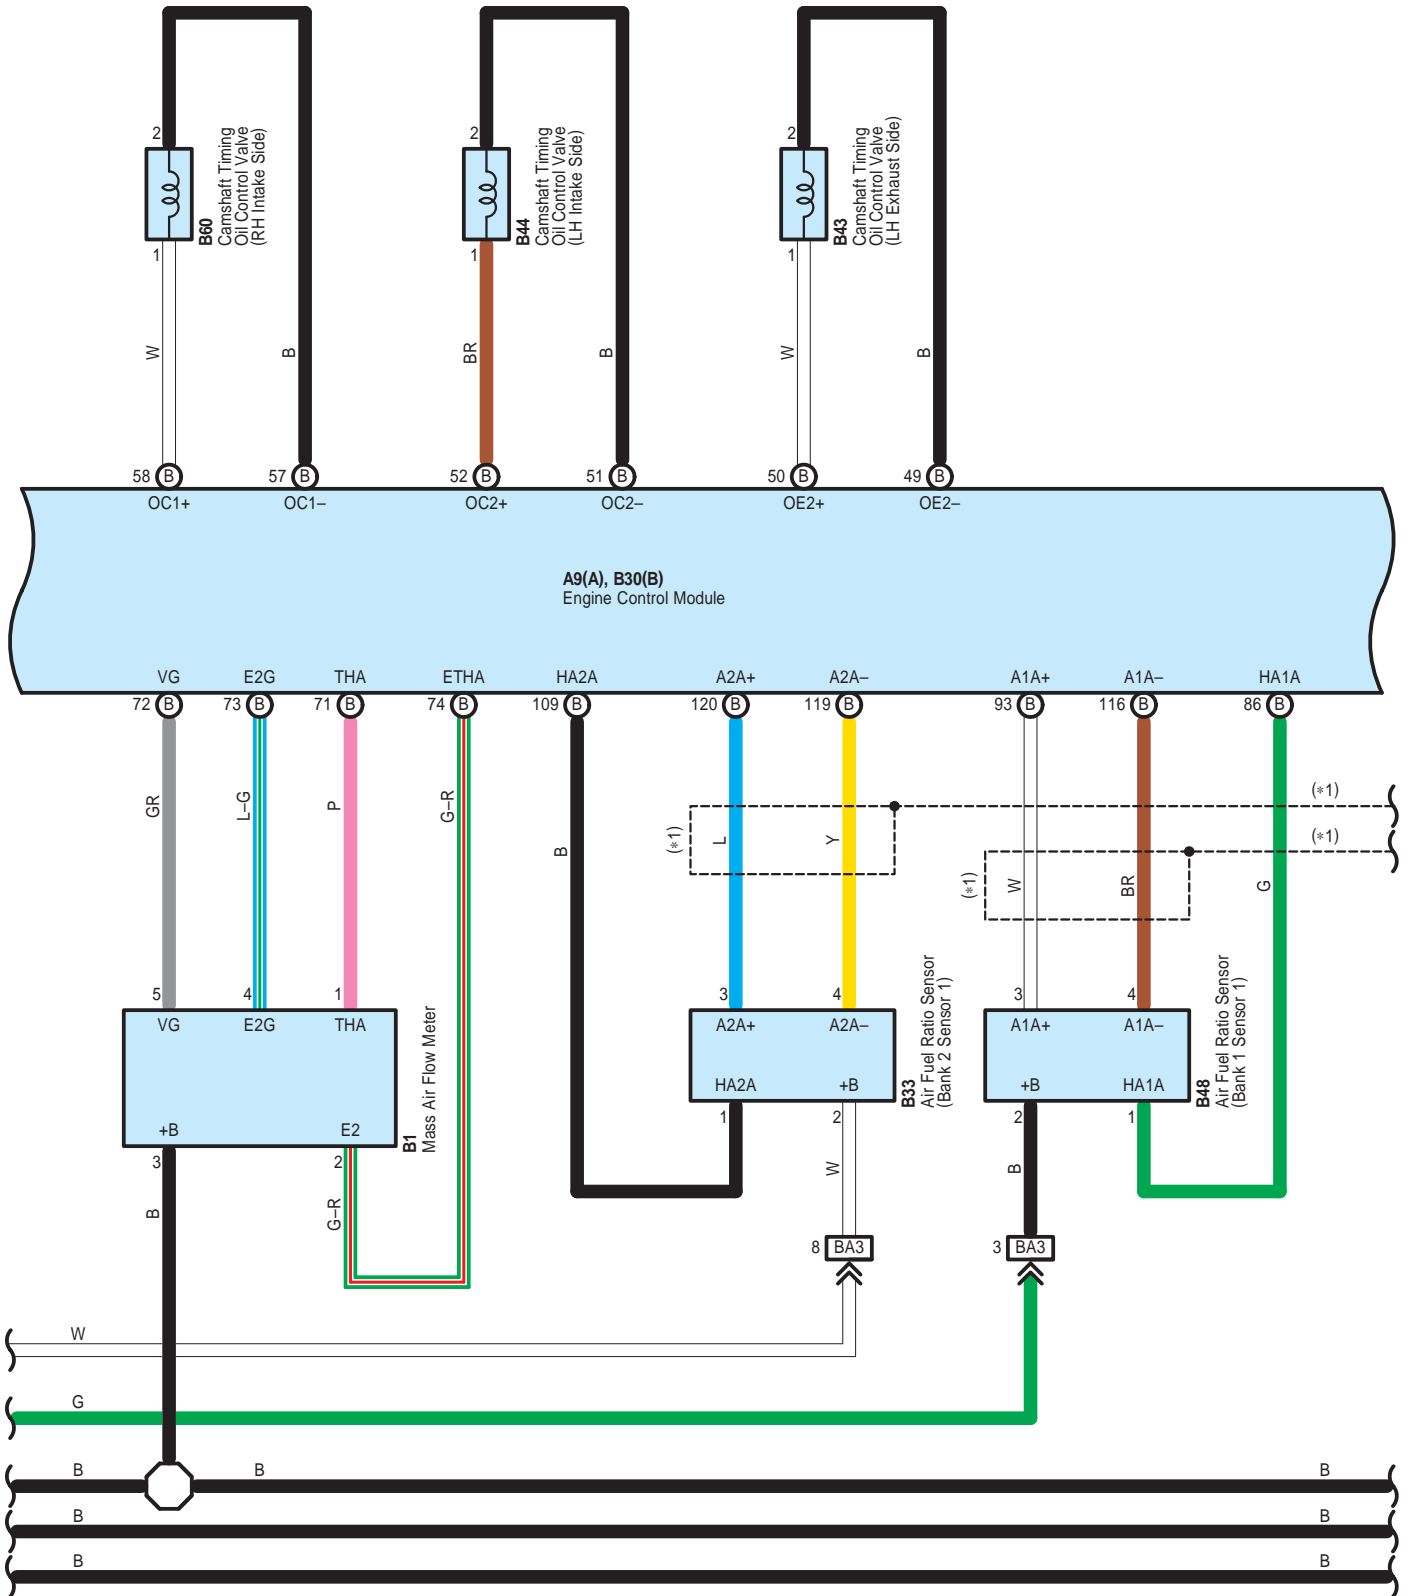 2
B60
Camshaft Timing
Oil Control Valve
(RH Intake Side)
1
W
B
2
B44
Camshaft Timing
Oil Control Valve
(LH Intake Side)
1
BR
B
2
B43
Camshaft Timing
Oil Control Valve
(LH Exhaust Side)
1
W
B
58 B
57 B
52 B
51 B
50 B
49 B
OC1+
OC1–
OC2+
OC2–
OE2+
OE2–
A9(A), B30(B)
Engine Control Module
VG
E2G
THA
ETHA
HA2A
A2A+
A2A–
A1A+
A1A–
HA1A
72 B
73 B
71 B
74 B
109 B
120 B
119 B
93 B
116 B
86 B
GR
L–G
P
G–R
B
(*1)
L
Y
(*1)
(*1)
(*1)
W
BR
G
5
4
1
VG
E2G
THA
+B
E2
B1
Mass Air Flow Meter
3
2
B
G–R
3
4
A2A+
A2A–
HA2A
+B
B33
Air Fuel Ratio Sensor
(Bank 2 Sensor 1)
1
2
W
8 BA3
3
4
A1A+
A1A–
+B
HA1A
B48
Air Fuel Ratio Sensor
(Bank 1 Sensor 1)
2
1
B
3 BA3
W
G
B
B
B
B
B
B
B